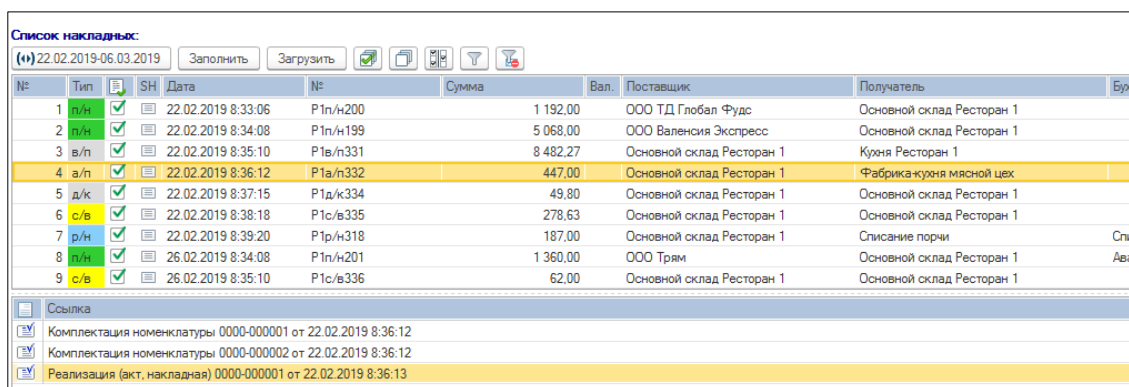 Список накладных:
22.02.2019-06.03.2019 Заполнить Загрузить
№ Тип SH Дата № Сумма Вал. Поставщик Получатель Бух
1 п/н 22.02.2019 8:33:06 Р1п/н200 1 192,00 ООО ТД Глобал Фудс Основной склад Ресторан 1
2 п/н 22.02.2019 8:34:08 Р1п/н199 5 068,00 ООО Валенсия Экспресс Основной склад Ресторан 1
3 в/п 22.02.2019 8:35:10 Р1в/п331 8 482,27 Основной склад Ресторан 1 Кухня Ресторан 1
4 а/п 22.02.2019 8:36:12 Р1а/п332 447,00 Основной склад Ресторан 1 Фабрика-кухня мясной цех
5 д/к 22.02.2019 8:37:15 Р1д/к334 49,80 Основной склад Ресторан 1 Основной склад Ресторан 1
6 с/в 22.02.2019 8:38:18 Р1с/в335 278,63 Основной склад Ресторан 1 Основной склад Ресторан 1
7 р/н 22.02.2019 8:39:20 Р1р/н318 187,00 Основной склад Ресторан 1 Списание порчи Спи
8 п/н 26.02.2019 8:34:08 Р1п/н201 1 360,00 ООО Трям Основной склад Ресторан 1 Ава
9 с/в 26.02.2019 8:35:10 Р1с/в336 62,00 Основной склад Ресторан 1 Основной склад Ресторан 1
Ссылка
Комплектация номенклатуры 0000-000001 от 22.02.2019 8:36:12
Комплектация номенклатуры 0000-000002 от 22.02.2019 8:36:12
Реализация (акт, накладная) 0000-000001 от 22.02.2019 8:36:13